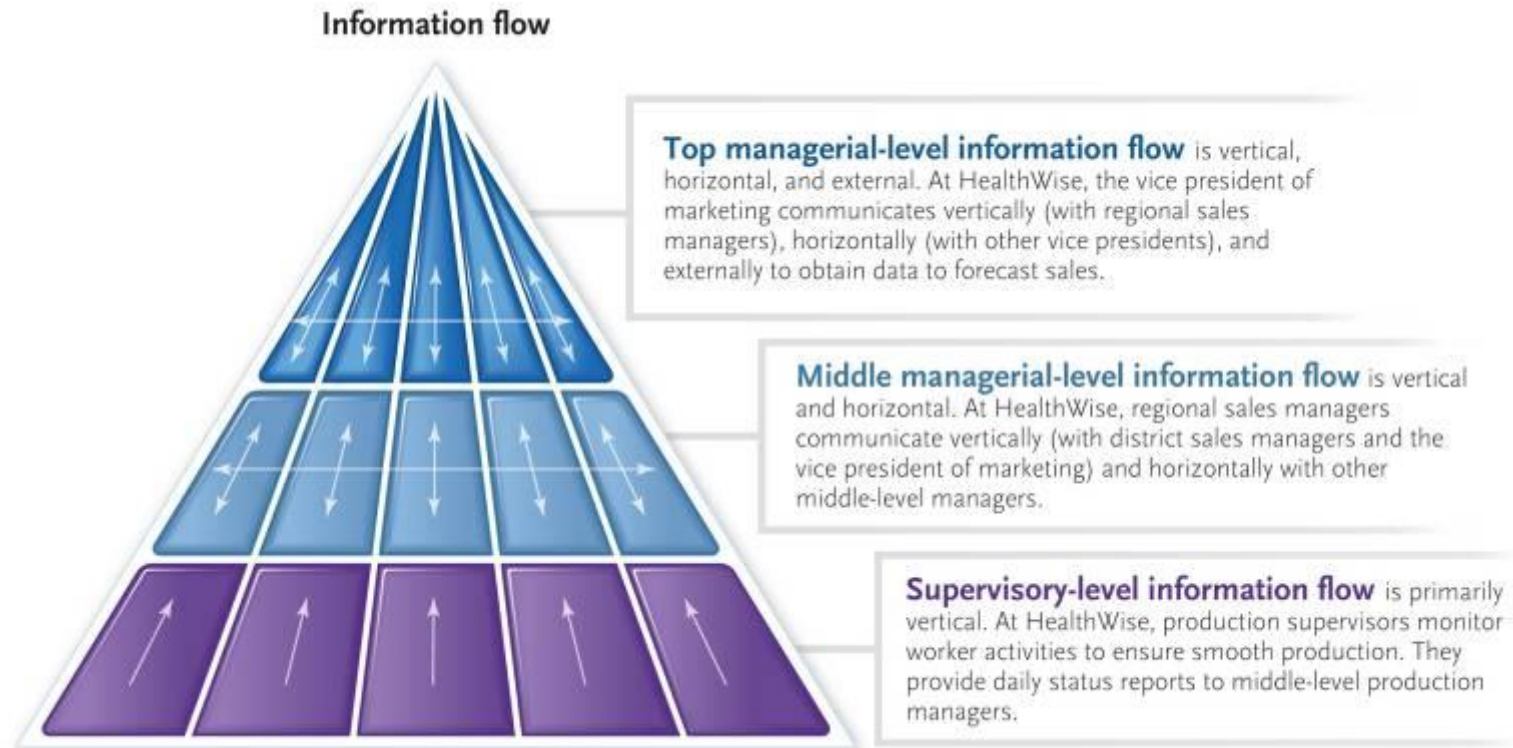 Information flow
Top managerial-level information flow is vertical,
horizontal, and external. At HealthWise, the vice president of
marketing communicates vertically (with regional sales
managers), horizontally (with other vice presidents), and
externally to obtain data to forecast sales.
Middle managerial-level information flow is vertical
and horizontal. At HealthWise, regional sales managers
communicate vertically (with district sales managers and the
vice president of marketing) and horizontally with other
middle-level managers.
Supervisory-level information flow is primarily
vertical. At HealthWise, production supervisors monitor
worker activities to ensure smooth production. They
provide daily status reports to middle-level production
managers.